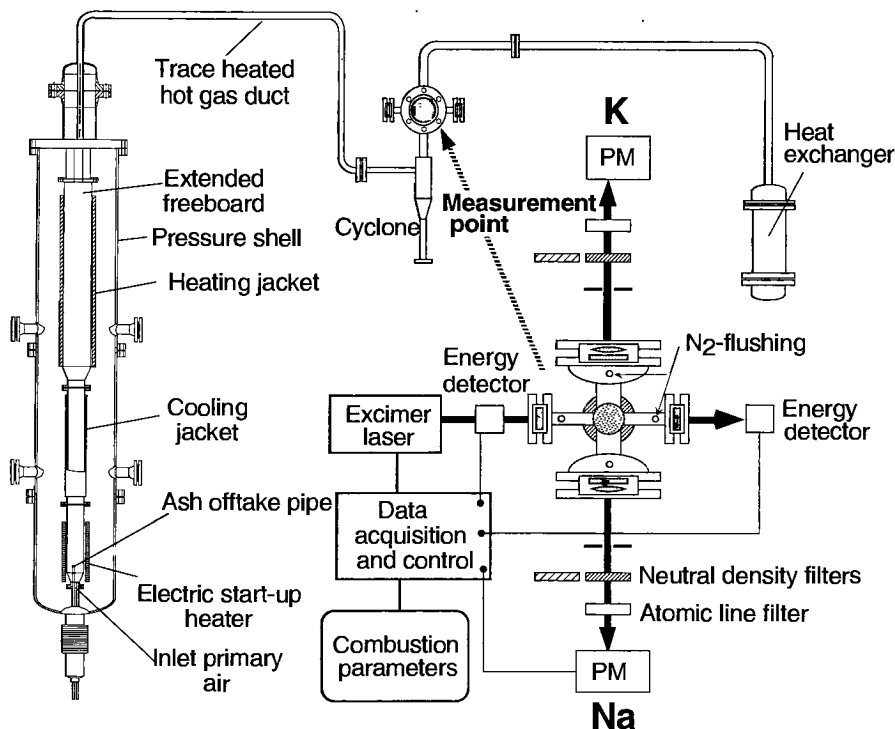 Trace heated
hot gas duct
K
PM
Heat
exchanger
Extended
freeboard
Measurement
point
Cyclone
Pressure shell
Heating jacket
N2-flushing
Energy
detector
Cooling
jacket
Excimer
laser
Energy
detector
Ash offtake pipe
Data
acquisition
and control
Electric start-up
heater
Neutral density filters
Atomic line filter
Inlet primary
air
Combustion
parameters
PM
Na